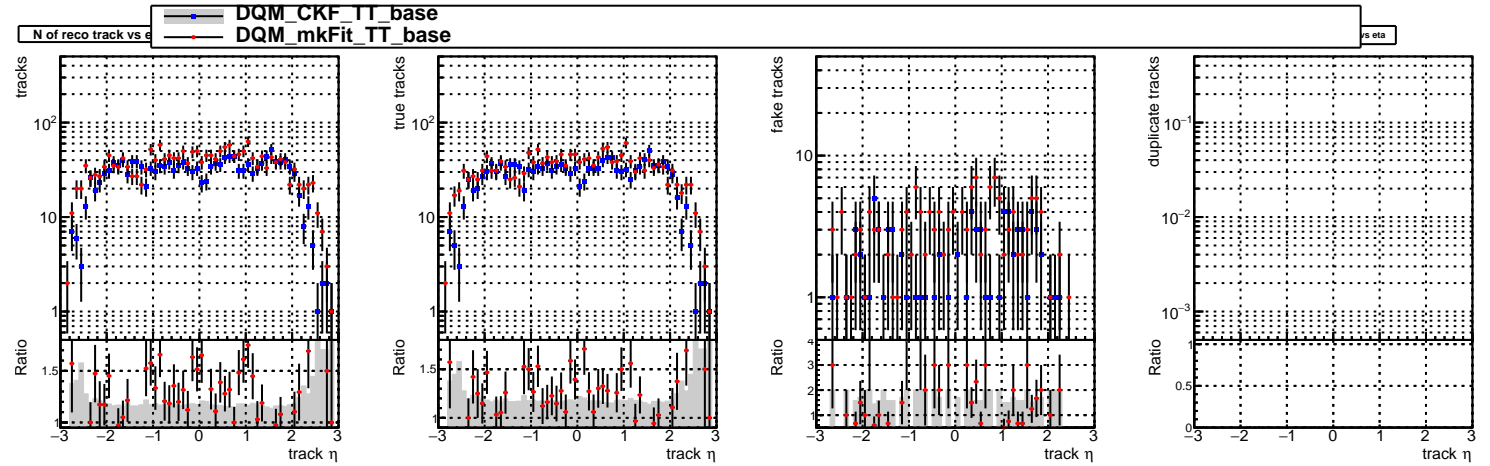 DQM_CKF_TT_base
DQM_mkFit_TT_base
N of reco track vs e
vs eta
tracks
10²
10
1
Ratio
1.5
1
−3 −2 −1 0 1 2 3
track η
true tracks
10²
10
1
Ratio
1.5
1
−3 −2 −1 0 1 2 3
track η
fake tracks
10
1
Ratio
4
3
2
1
−3 −2 −1 0 1 2 3
track η
duplicate tracks
10⁻¹
10⁻²
10⁻³
Ratio
1
0.5
0
−3 −2 −1 0 1 2 3
track η